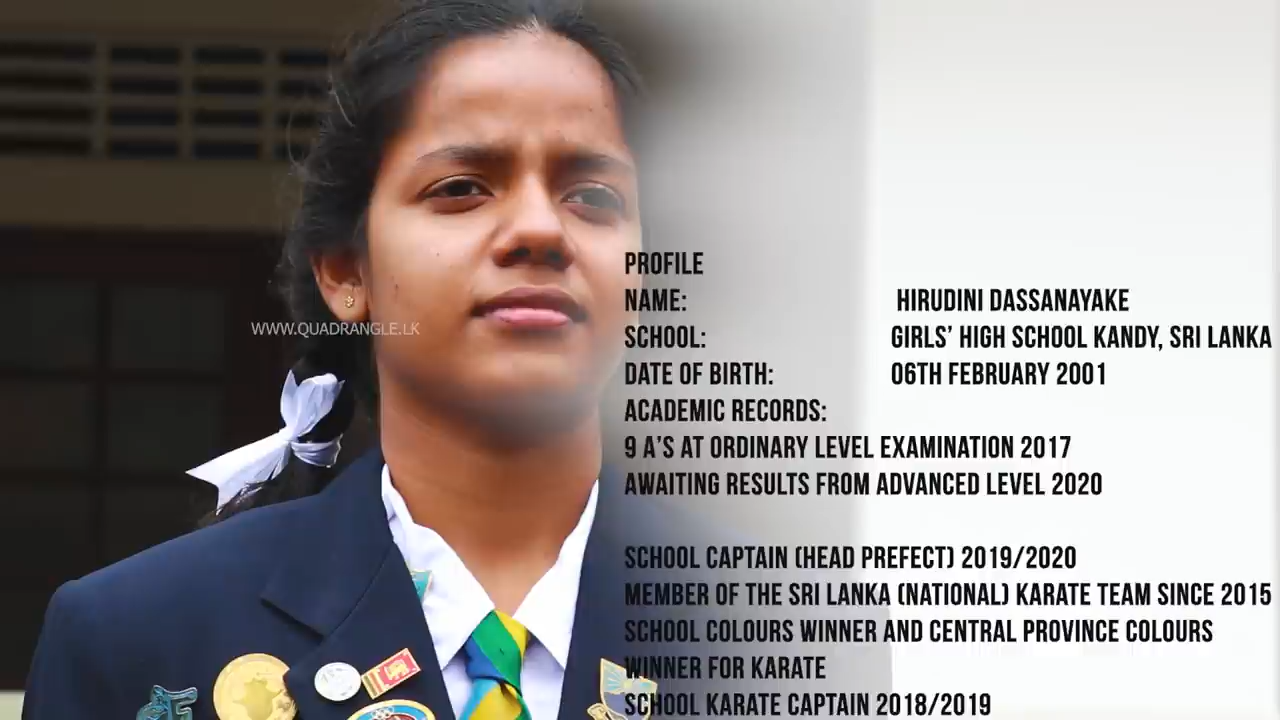 PROFILE
NAME: HIRUDINI DASSANAYAKE
SCHOOL: GIRLS' HIGH SCHOOL KANDY, SRI LANKA
DATE OF BIRTH: 06TH FEBRUARY 2001
ACADEMIC RECORDS:
9 A'S AT ORDINARY LEVEL EXAMINATION 2017
AWAITING RESULTS FROM ADVANCED LEVEL 2020
SCHOOL CAPTAIN (HEAD PREFECT) 2019/2020
MEMBER OF THE SRI LANKA (NATIONAL) KARATE TEAM SINCE 2015
SCHOOL COLOURS WINNER AND CENTRAL PROVINCE COLOURS
WINNER FOR KARATE
SCHOOL KARATE CAPTAIN 2018/2019
WWW.QUADRANGLE.LK